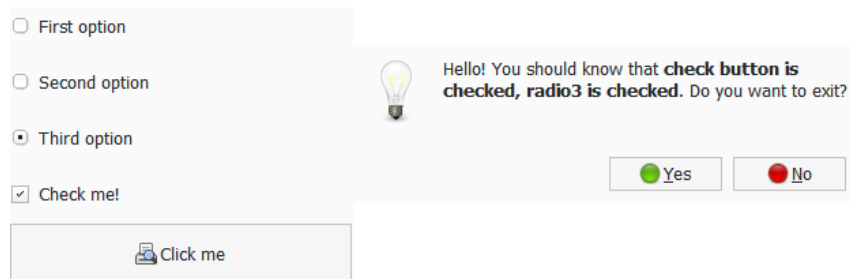 First option
Second option
Third option
Check me!
Click me
Hello! You should know that check button is
checked, radio3 is checked. Do you want to exit?
Yes
No